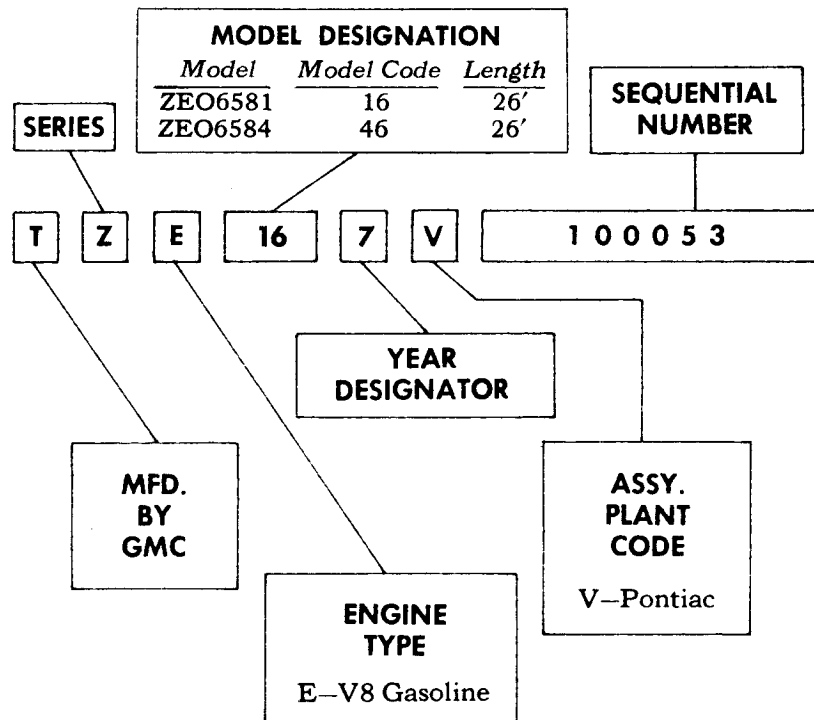 MODEL DESIGNATION
Model Model Code Length
ZEO6581 16 26′
ZEO6584 46 26′
SERIES
SEQUENTIAL
NUMBER
T Z E 16 7 V 100053
YEAR
DESIGNATOR
MFD.
BY
GMC
ASSY.
PLANT
CODE
V—Pontiac
ENGINE
TYPE
E—V8 Gasoline